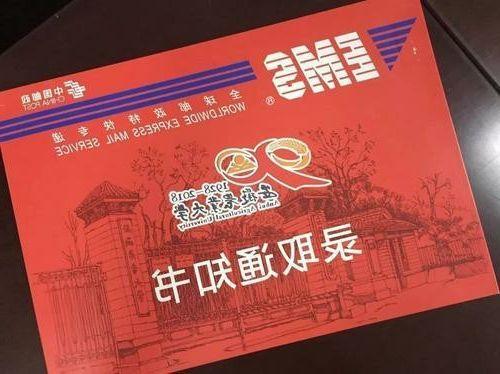 EMS®
中国邮政
CHINA POST
全球邮政特快专递
WORLDWIDE EXPRESS MAIL SERVICE
1928-2018
安徽农业大学
Anhui Agricultural University
录取通知书